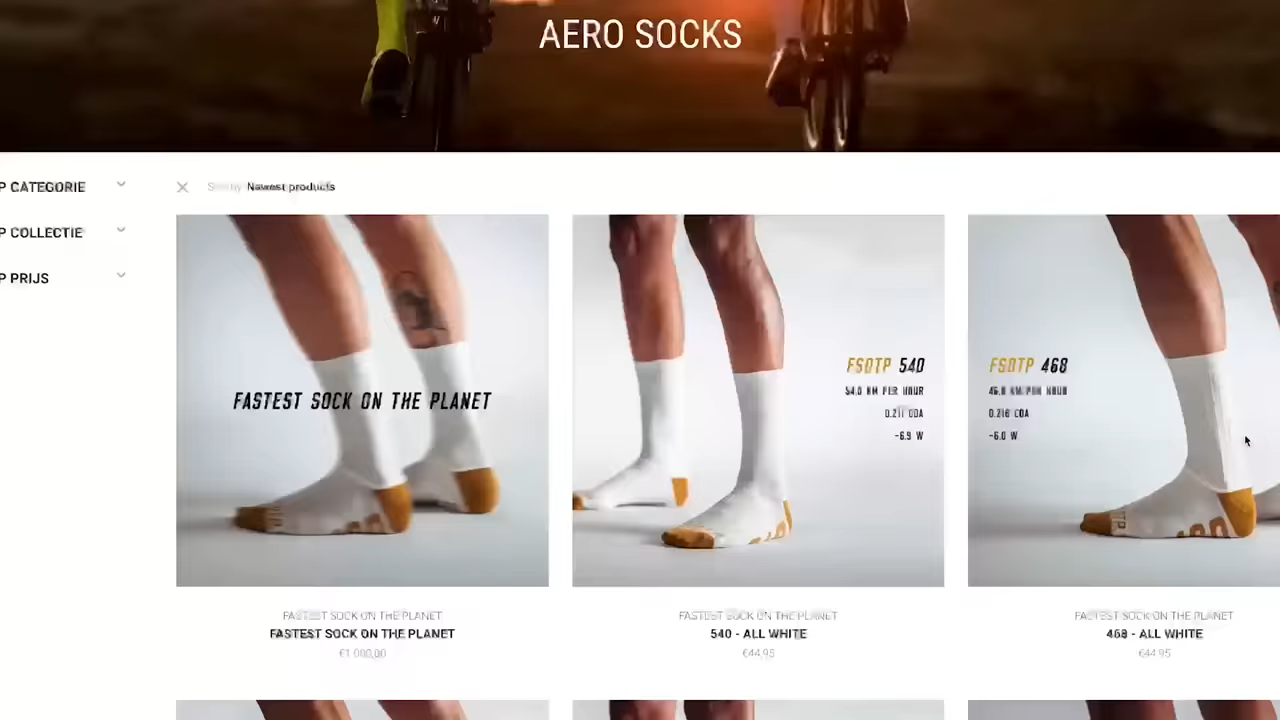 AERO SOCKS
P CATEGORIE
P COLLECTIE
P PRIJS
Sort by Newest products
FASTEST SOCK ON THE PLANET
FSOTP 540
54.0 KM PER HOUR
0.211 CDA
-6.9 W
FSOTP 468
46.8 KM PER HOUR
0.216 CDA
-6.0 W
FASTEST SOCK ON THE PLANET
FASTEST SOCK ON THE PLANET
€1.000,00
FASTEST SOCK ON THE PLANET
540 - ALL WHITE
€44,95
FASTEST SOCK ON THE PLANET
468 - ALL WHITE
€44,95